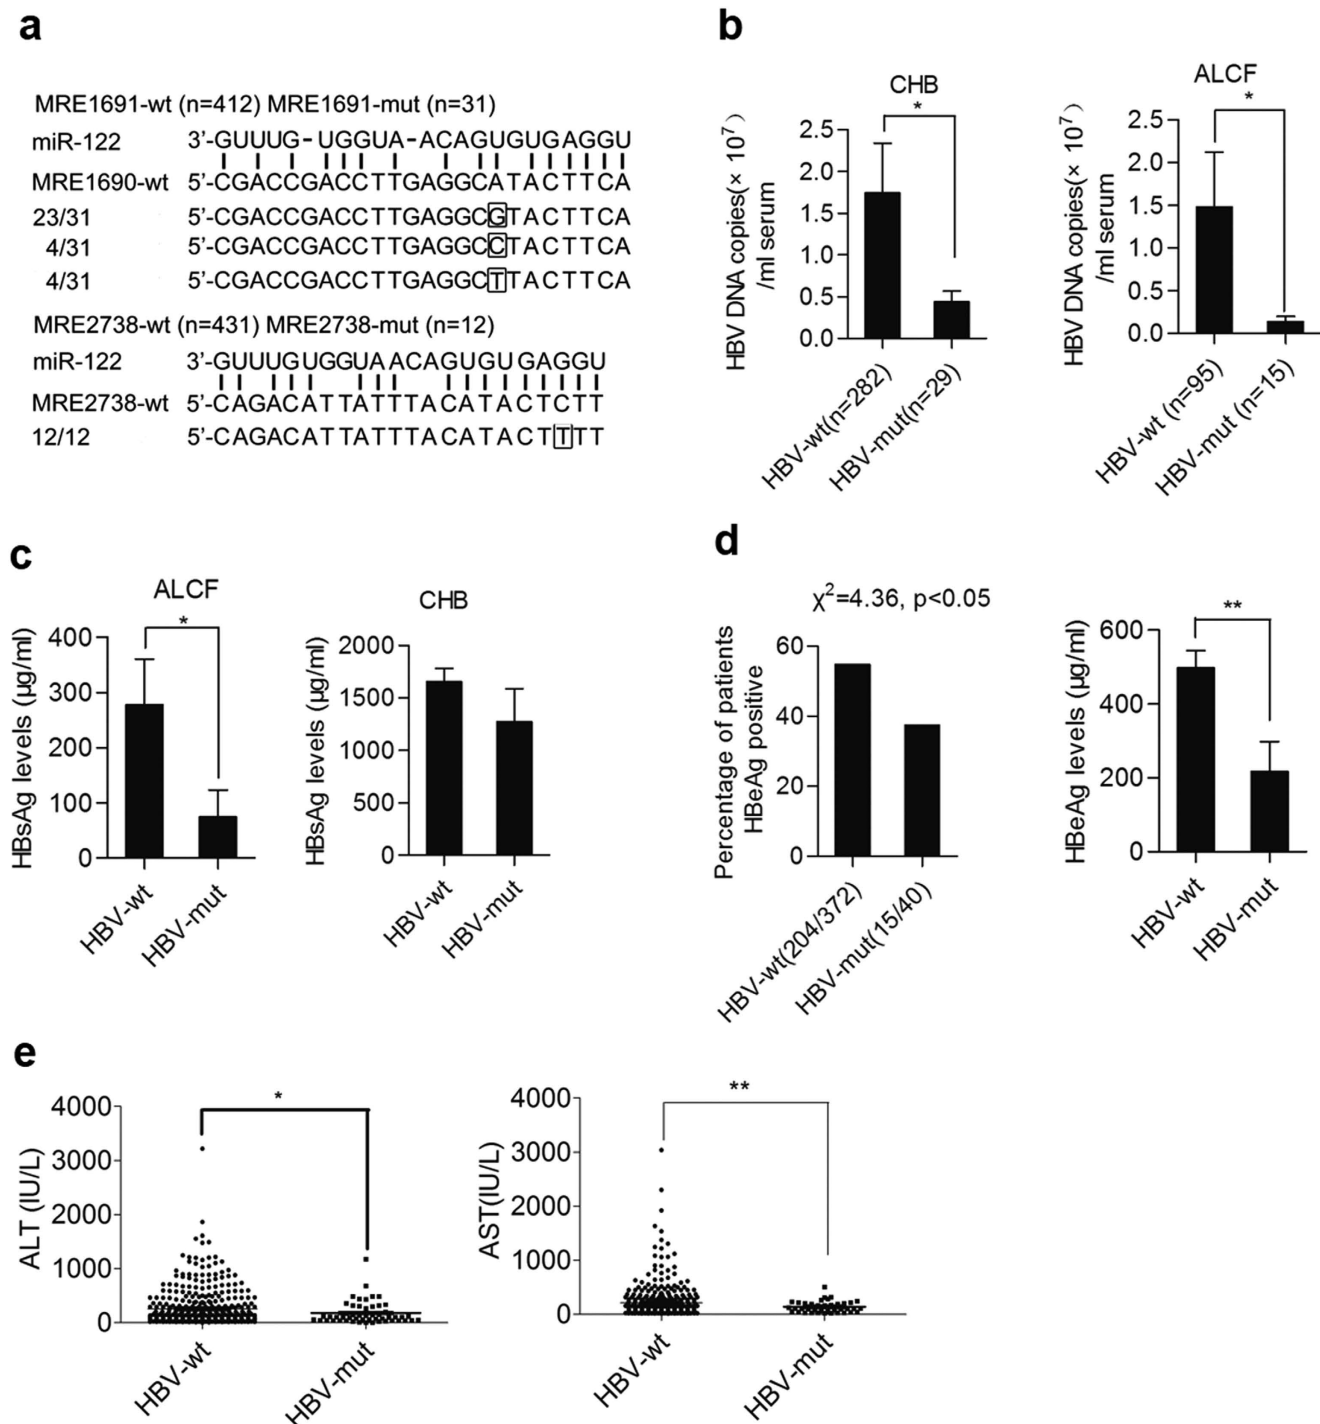 a
MRE1691-wt (n=412) MRE1691-mut (n=31)
miR-122 3'-GUUUG-UGGUA-ACAGUGUGAGGU
MRE1690-wt 5'-CGACCGACCTTGAGGCATACTTCA
23/31 5'-CGACCGACCTTGAGGCGTACTTCA
4/31 5'-CGACCGACCTTGAGGCCTACTTCA
4/31 5'-CGACCGACCTTGAGGCTTACTTCA
MRE2738-wt (n=431) MRE2738-mut (n=12)
miR-122 3'-GUUUGUGGUAACAGUGUGAGGU
MRE2738-wt 5'-CAGACATTATTTACATACTCTT
12/12 5'-CAGACATTATTTACATACTTTT
b
CHB
*
HBV DNA copies(× 10⁷)
/ml serum
2.5
2.0
1.5
1.0
0.5
0.0
HBV-wt(n=282)
HBV-mut(n=29)
ALCF
*
HBV DNA copies(× 10⁷)
/ml serum
2.5
2.0
1.5
1.0
0.5
0.0
HBV-wt (n=95)
HBV-mut (n=15)
c
ALCF
*
HBsAg levels (µg/ml)
400
300
200
100
0
HBV-wt
HBV-mut
CHB
HBsAg levels (µg/ml)
2000
1500
1000
500
0
HBV-wt
HBV-mut
d
χ²=4.36, p<0.05
Percentage of patients
HBeAg positive
60
40
20
0
HBV-wt(204/372)
HBV-mut(15/40)
**
HBeAg levels (µg/ml)
600
400
200
0
HBV-wt
HBV-mut
e
*
ALT (IU/L)
4000
3000
2000
1000
0
HBV-wt
HBV-mut
**
AST(IU/L)
4000
3000
2000
1000
0
HBV-wt
HBV-mut